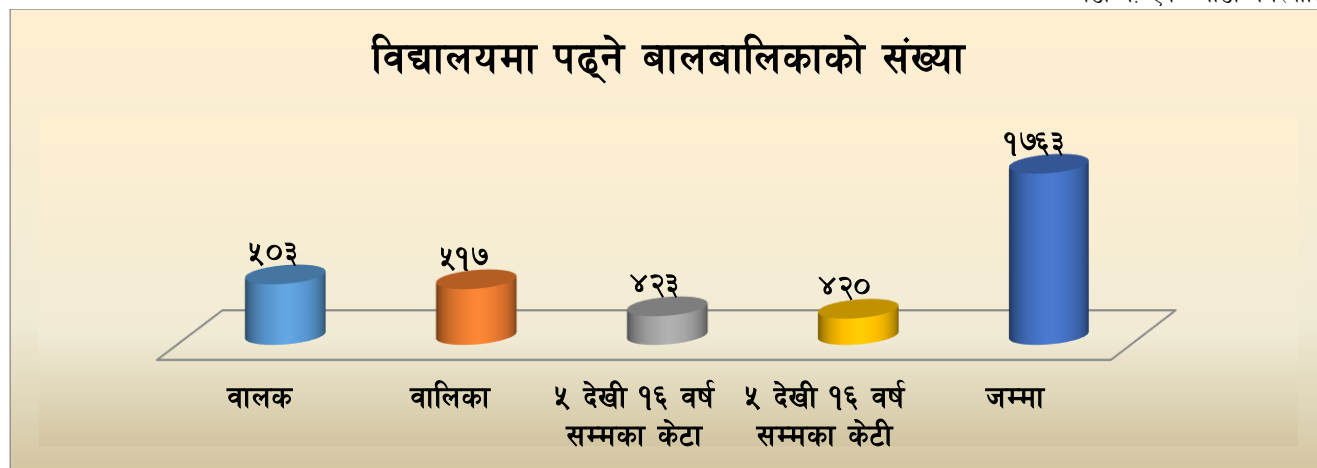 विद्यालयमा पढ्ने बालबालिकाको संख्या
१७६३
५०३
५१७
४२३
४२०
वालक
वालिका
५ देखी १६ वर्ष
सम्मका केटा
५ देखी १६ वर्ष
सम्मका केटी
जम्मा